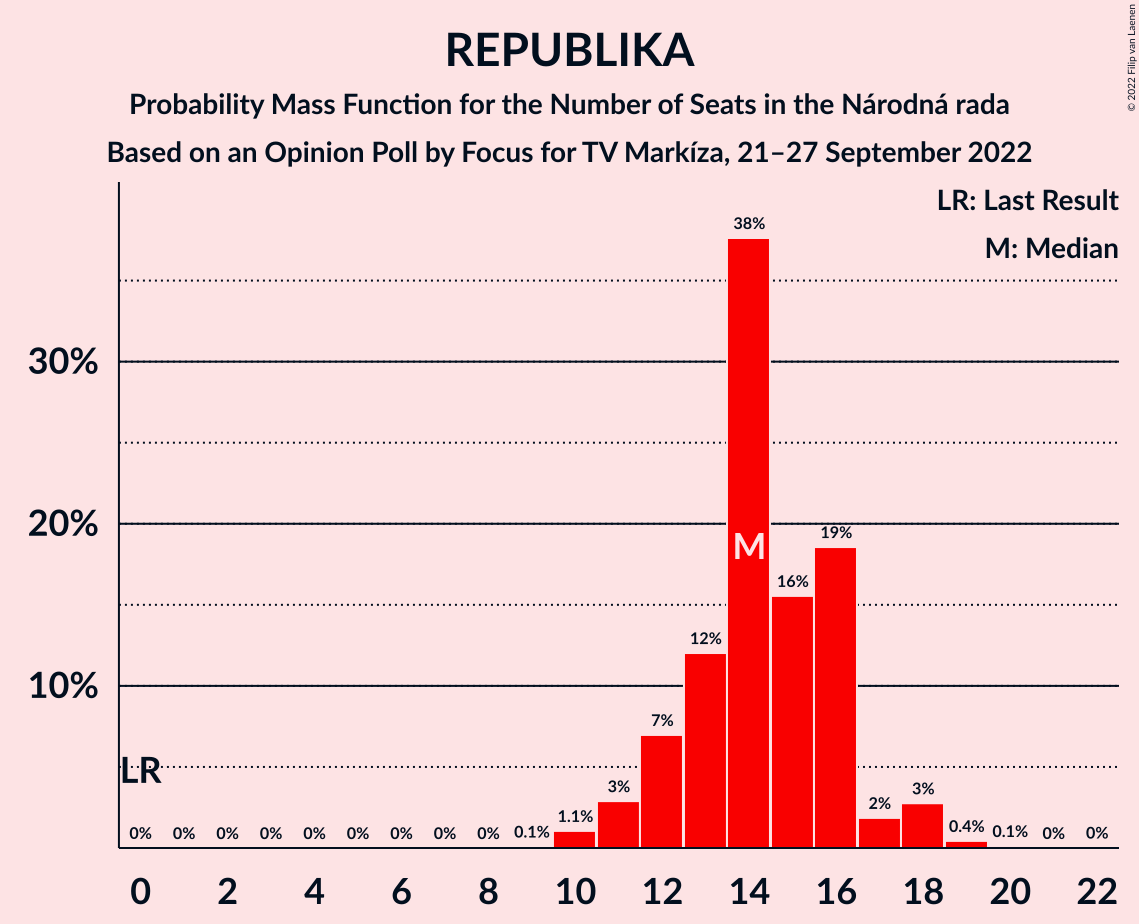 REPUBLIKA
Probability Mass Function for the Number of Seats in the Národná rada
Based on an Opinion Poll by Focus for TV Markíza, 21–27 September 2022
© 2022 Filip van Laenen
LR: Last Result
M: Median
38%
30%
20%
19%
M
16%
12%
10%
7%
LR
3%
3%
2%
1.1%
0.4%
0% 0% 0% 0% 0% 0% 0% 0% 0% 0.1% 0.1% 0% 0%
0 2 4 6 8 10 12 14 16 18 20 22